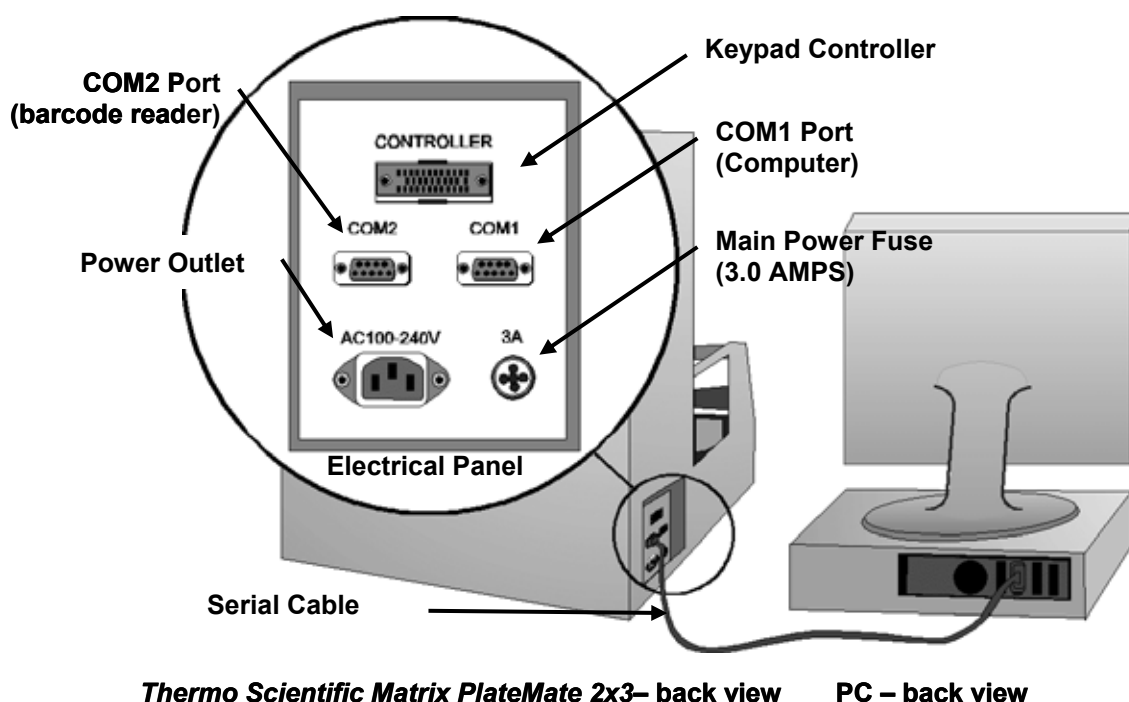 Keypad Controller
COM2 Port
(barcode reader)
COM1 Port
(Computer)
CONTROLLER
COM2
COM1
Power Outlet
Main Power Fuse
(3.0 AMPS)
AC100-240V
3A
Electrical Panel
Serial Cable
Thermo Scientific Matrix PlateMate 2x3– back view
PC – back view